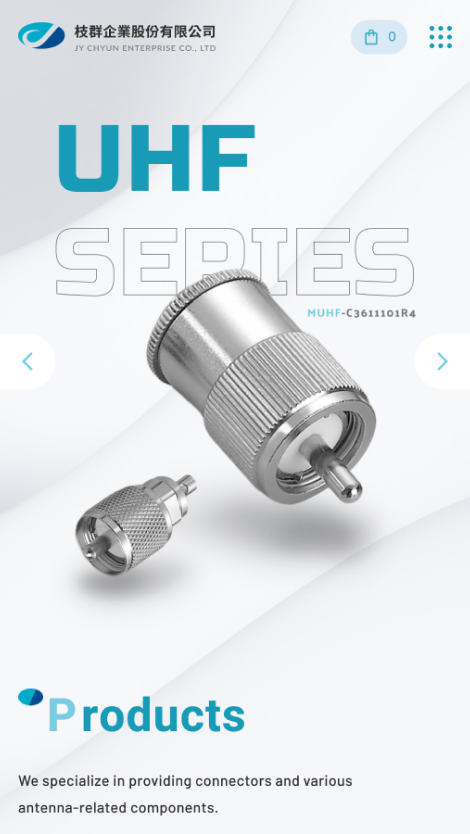 枝群企業股份有限公司
JY CHYUN ENTERPRISE CO., LTD
0
UHF
SERIES
MUHF-C3611101R4
Products
We specialize in providing connectors and various
antenna-related components.